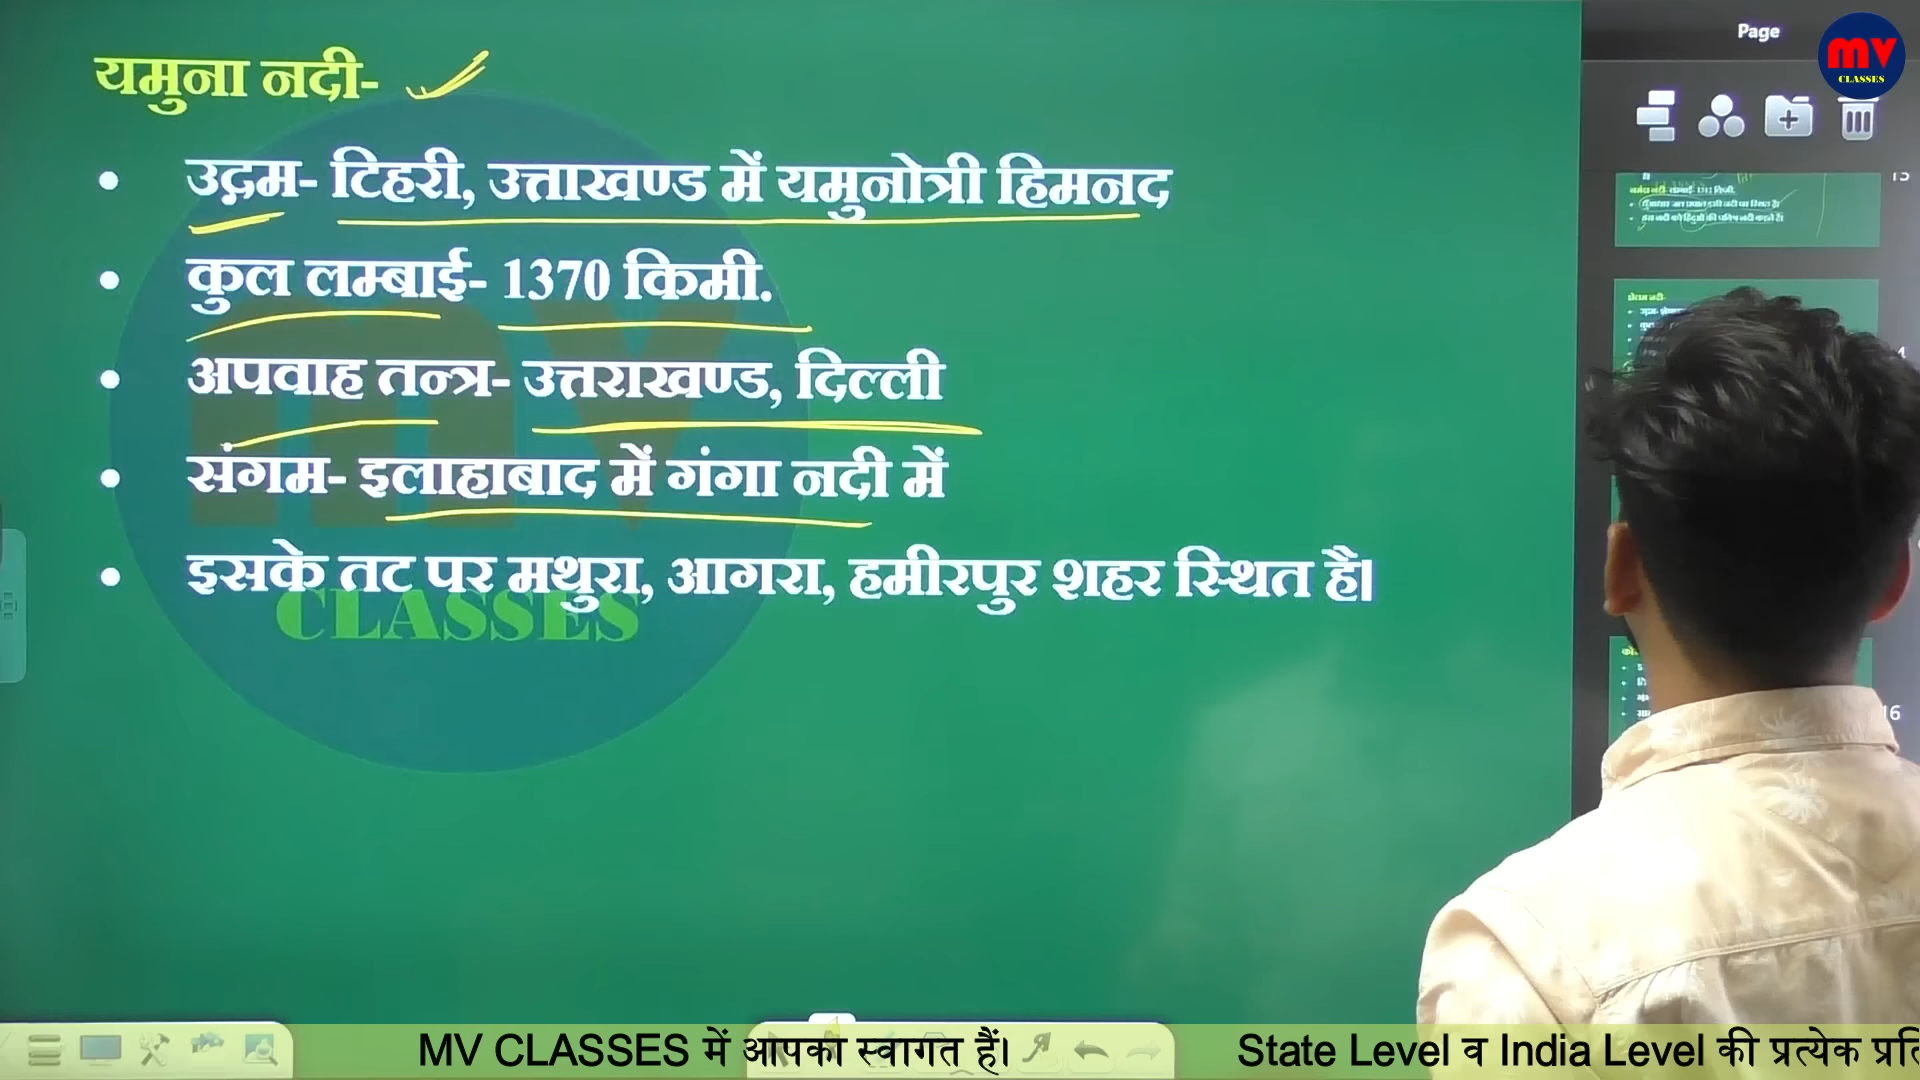 यमुना नदी-
• उद्गम- टिहरी, उत्ताखण्ड में यमुनोत्री हिमनद
• कुल लम्बाई- 1370 किमी.
• अपवाह तन्त्र- उत्तराखण्ड, दिल्ली
• संगम- इलाहाबाद में गंगा नदी में
• इसके तट पर मथुरा, आगरा, हमीरपुर शहर स्थित है।
CLASSES
Page
mv
CLASSES
16
MV CLASSES में आपका स्वागत हैं।
State Level व India Level की प्रत्येक